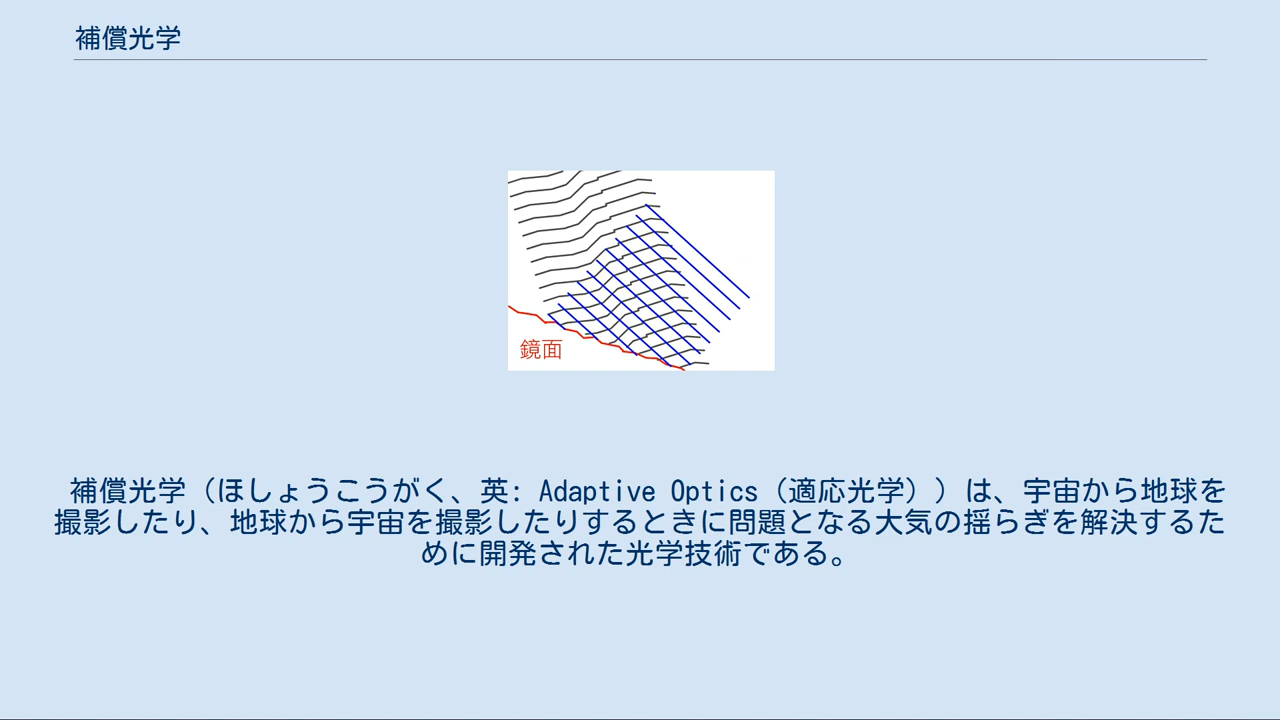 補償光学
鏡面
補償光学（ほしょうこうがく、英: Adaptive Optics（適応光学））は、宇宙から地球を
撮影したり、地球から宇宙を撮影したりするときに問題となる大気の揺らぎを解決するた
めに開発された光学技術である。